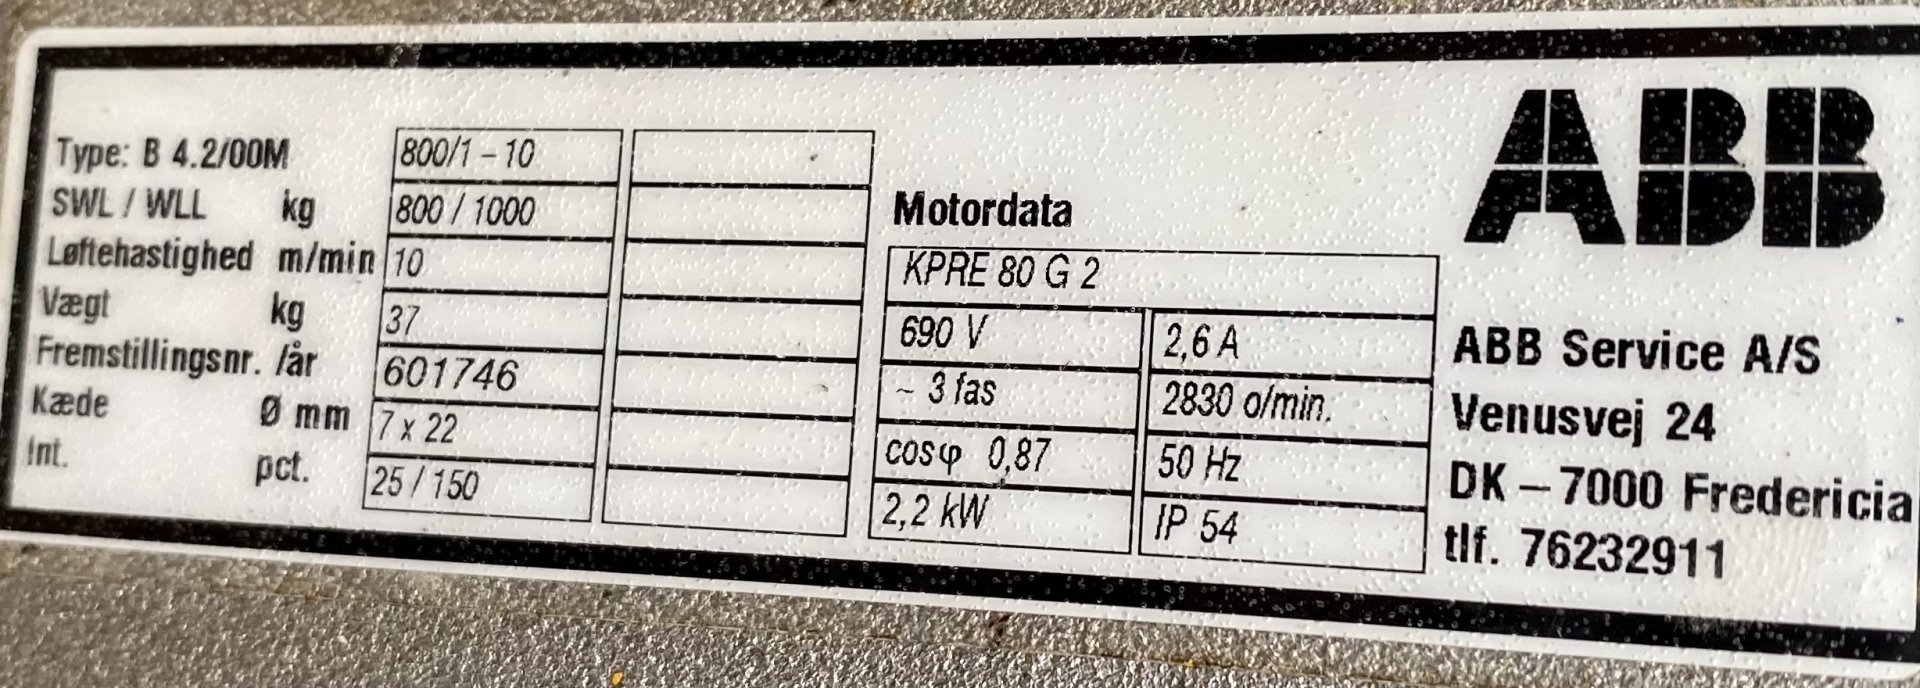 ABB
Type: B 4.2/00M 800/1 – 10
SWL / WLL kg 800 / 1000
Løftehastighed m/min 10
Vægt kg 37
Fremstillingsnr. /år 601746
Kæde Ø mm 7 x 22
Int. pct. 25 / 150
Motordata
KPRE 80 G 2
690 V 2,6 A
~ 3 fas 2830 o/min.
cosφ 0,87 50 Hz
2,2 kW IP 54
ABB Service A/S
Venusvej 24
DK – 7000 Fredericia
tlf. 76232911